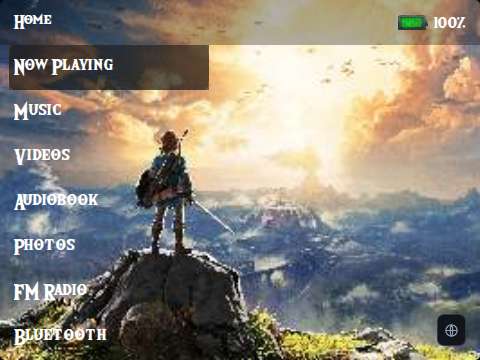 Home
100%
Now Playing
Music
Videos
Audiobook
Photos
FM Radio
Bluetooth